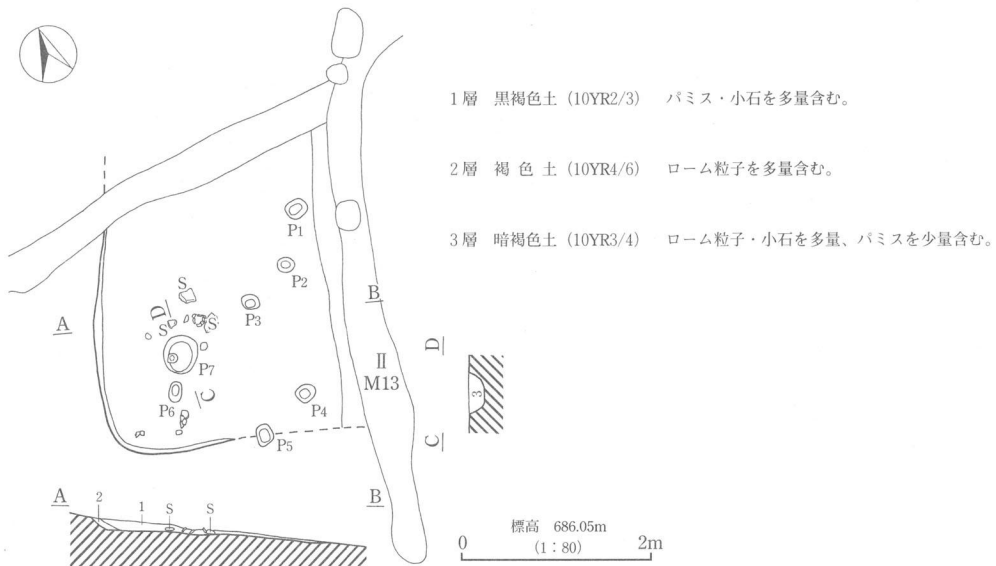 1層 黒褐色土 (10YR2/3) パミス・小石を多量含む。
2層 褐色土 (10YR4/6) ローム粒子を多量含む。
3層 暗褐色土 (10YR3/4) ローム粒子・小石を多量、パミスを少量含む。
P1
P2
P3
S
D
S
S
A
B
D
Ⅱ
M13
P7
P6
C
P4
P5
3
C
A
2
1
S
S
B
標高 686.05m
0 (1:80) 2m